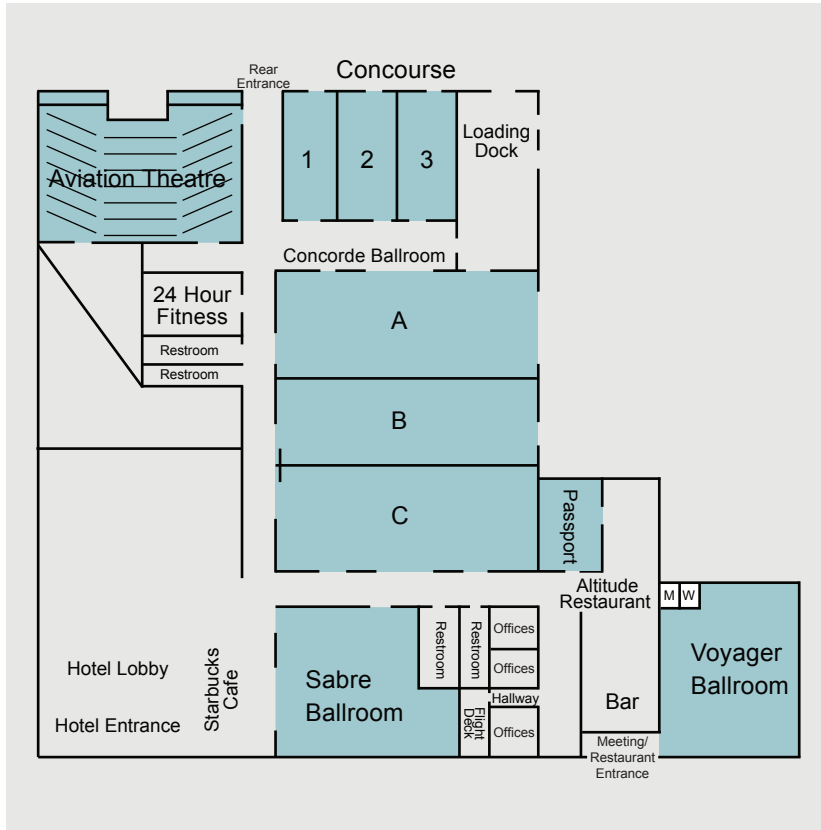 Rear
Entrance
Concourse
1
2
3
Loading
Dock
Aviation Theatre
Concorde Ballroom
24 Hour
Fitness
Restroom
Restroom
A
B
C
Passport
Altitude
Restaurant
M
W
Restroom
Restroom
Offices
Offices
Hallway
Offices
Flight
Deck
Sabre
Ballroom
Hotel Lobby
Hotel Entrance
Starbucks
Cafe
Bar
Voyager
Ballroom
Meeting/
Restaurant
Entrance